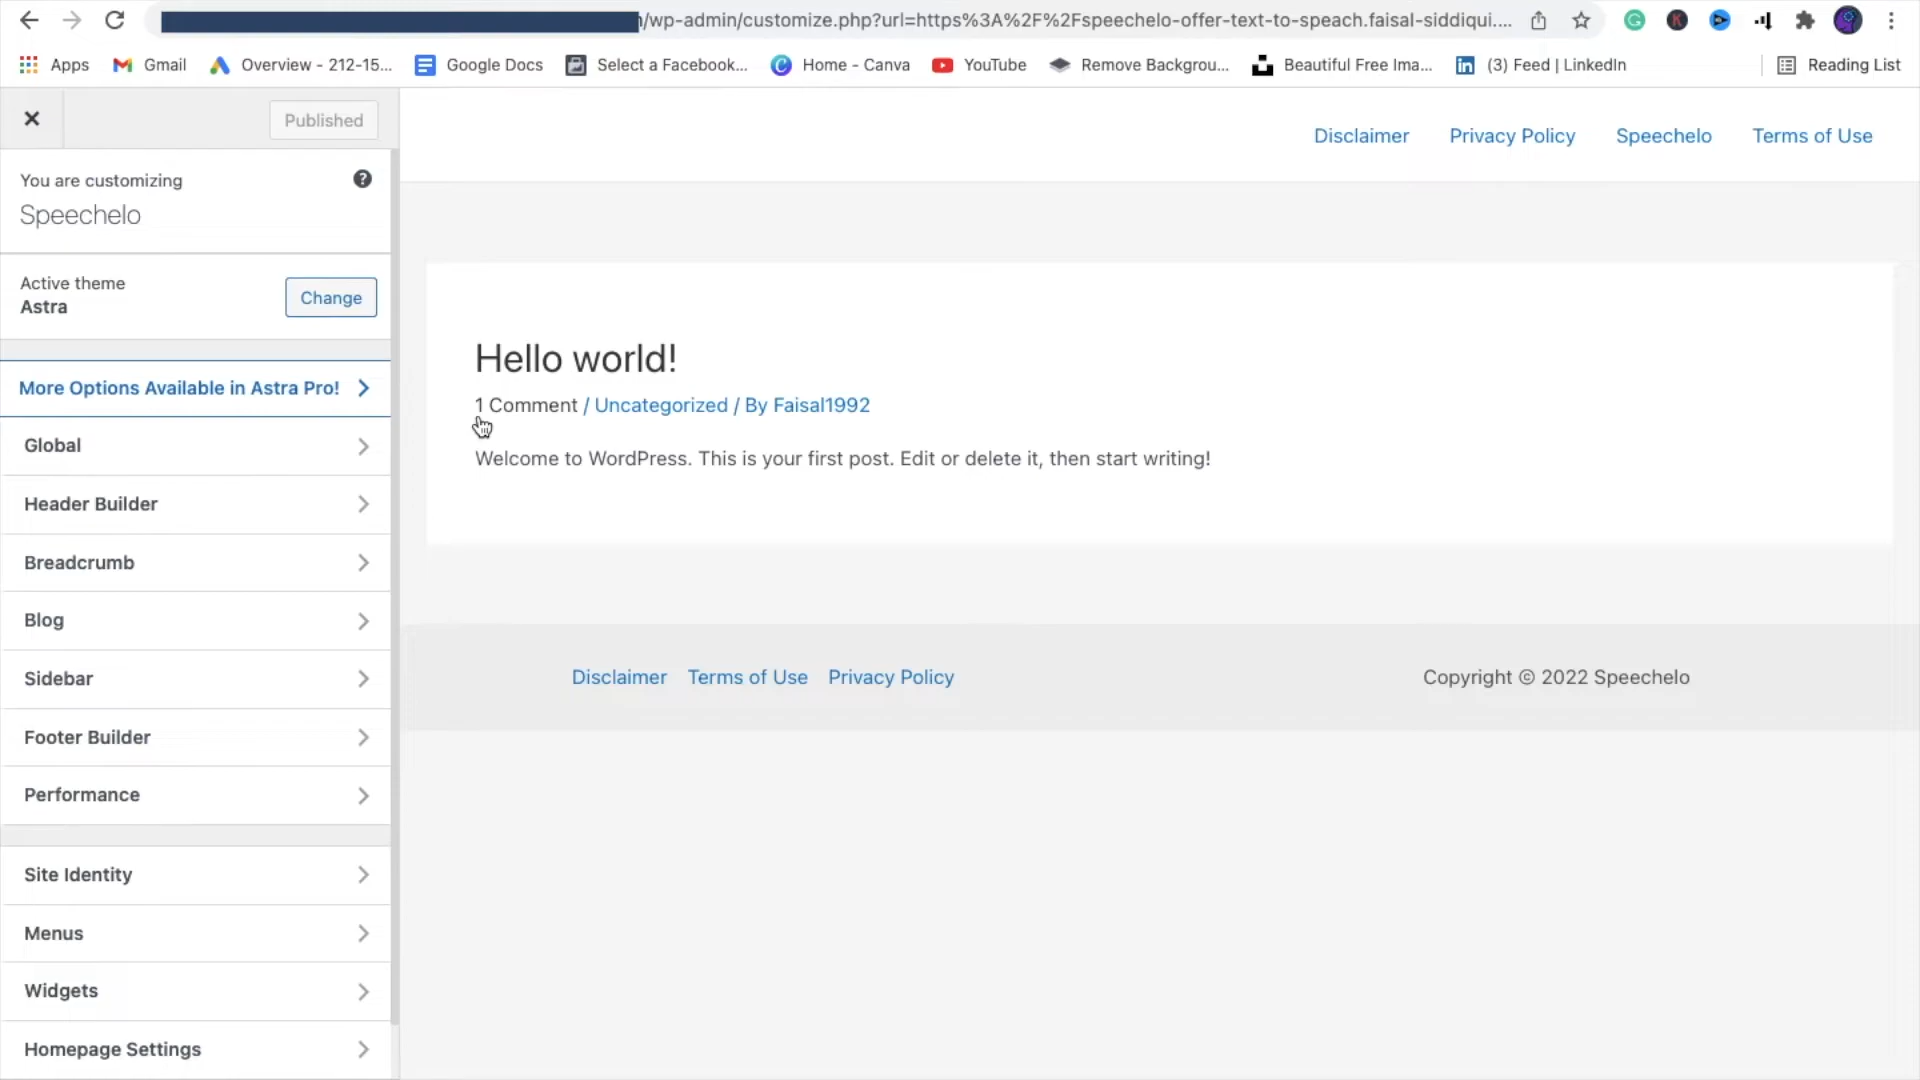 /wp-admin/customize.php?url=https%3A%2F%2Fspeechelo-offer-text-to-speach.faisal-siddiqui....
Apps
Gmail
Overview - 212-15...
Google Docs
Select a Facebook...
Home - Canva
YouTube
Remove Backgrou...
Beautiful Free Ima...
(3) Feed | LinkedIn
Reading List
Published
Disclaimer
Privacy Policy
Speechelo
Terms of Use
You are customizing
Speechelo
Active theme
Astra
Change
More Options Available in Astra Pro!
Global
Header Builder
Breadcrumb
Blog
Sidebar
Footer Builder
Performance
Site Identity
Menus
Widgets
Homepage Settings
Hello world!
1 Comment / Uncategorized / By Faisal1992
Welcome to WordPress. This is your first post. Edit or delete it, then start writing!
Disclaimer
Terms of Use
Privacy Policy
Copyright © 2022 Speechelo